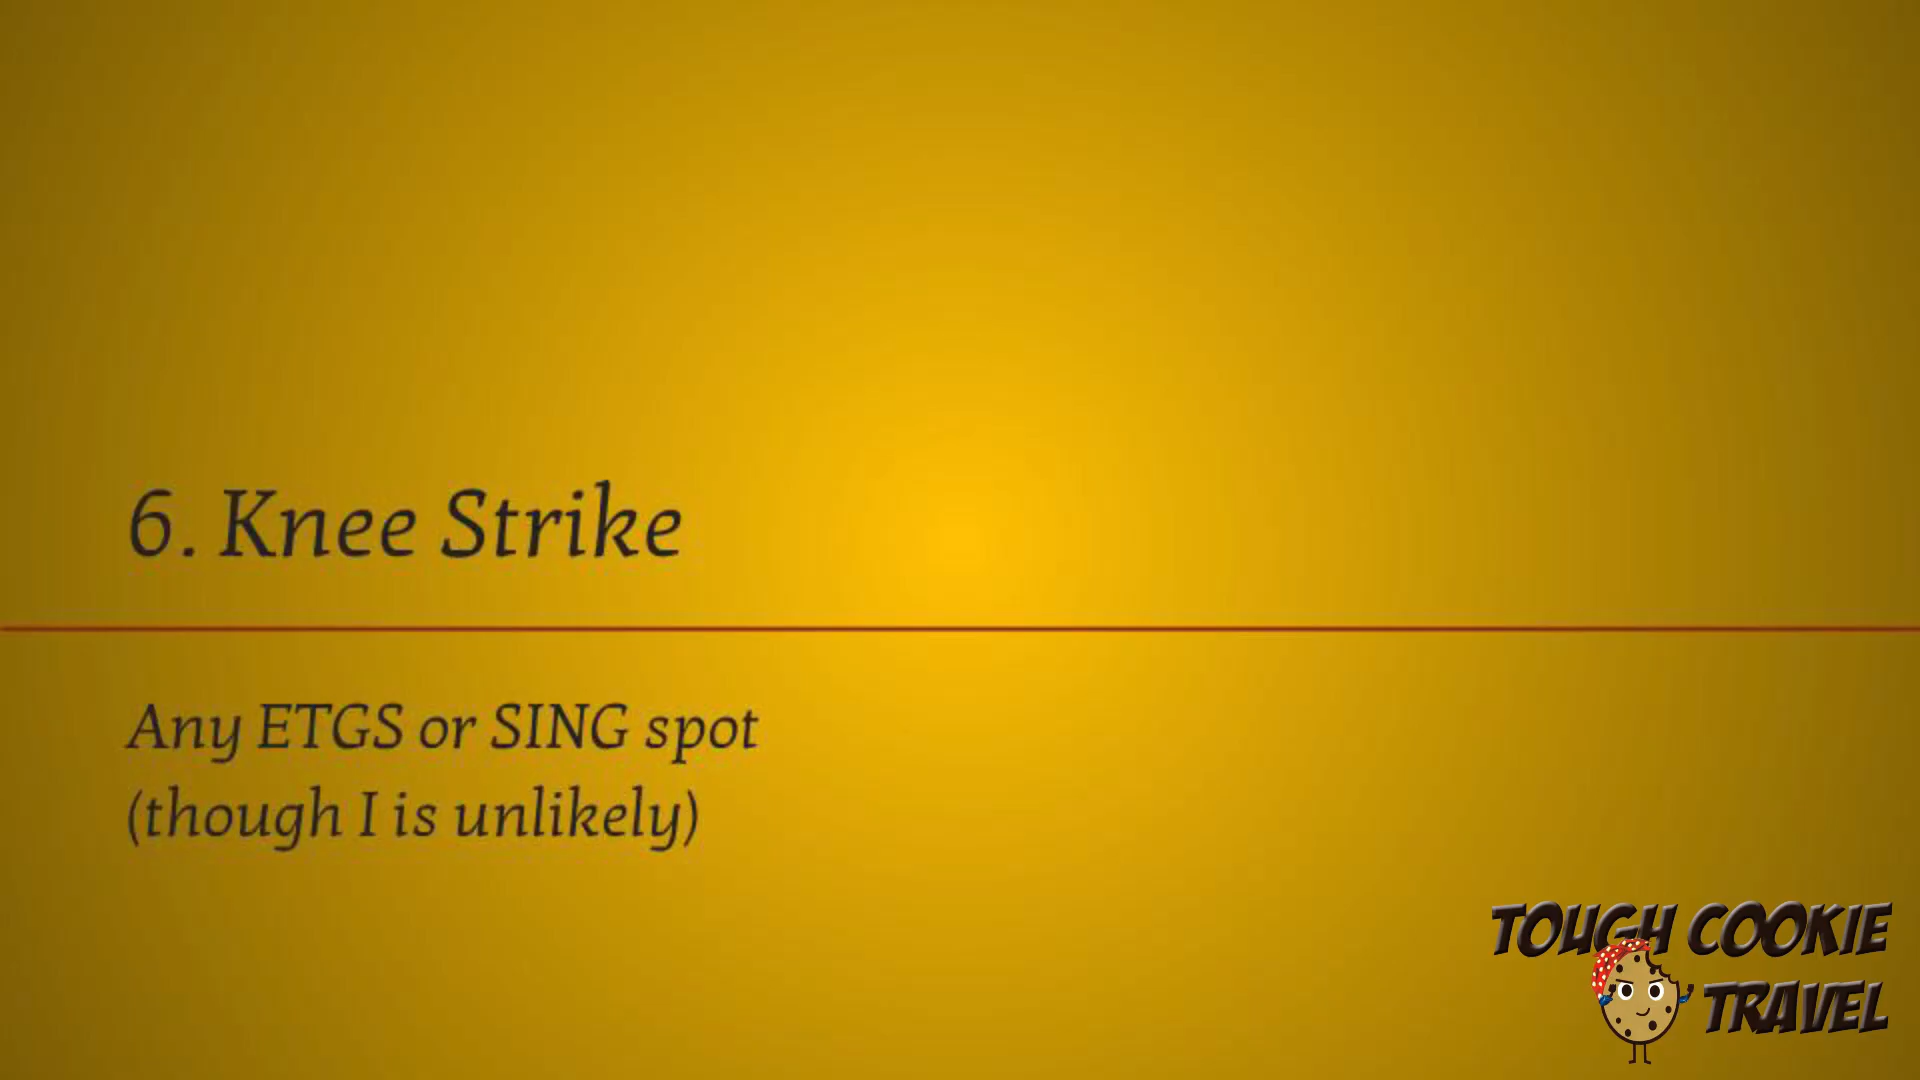 6. Knee Strike
Any ETGS or SING spot
(though I is unlikely)
TOUGH COOKIE
TRAVEL